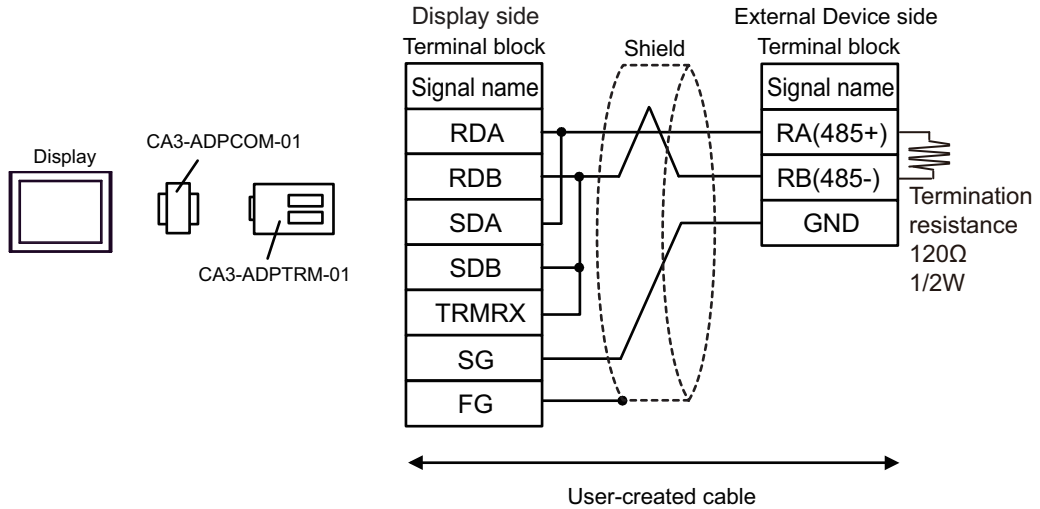 Display side
Terminal block
External Device side
Terminal block
Shield
Signal name
RDA
RDB
SDA
SDB
TRMRX
SG
FG
Signal name
RA(485+)
RB(485-)
GND
Termination
resistance
120Ω
1/2W
Display
CA3-ADPCOM-01
CA3-ADPTRM-01
User-created cable